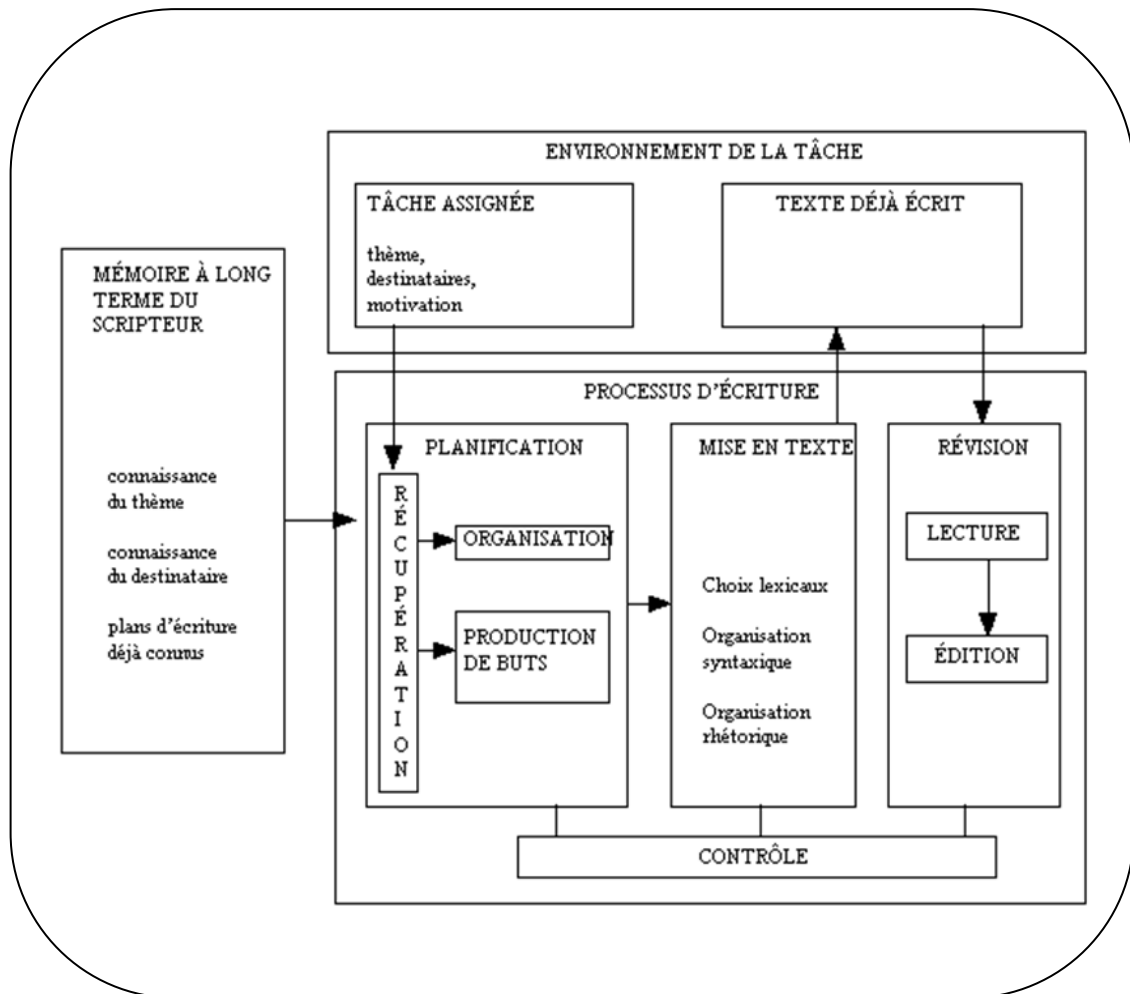 ENVIRONNEMENT DE LA TÂCHE
TÂCHE ASSIGNÉE
thème,
destinataires,
motivation
TEXTE DÉJÀ ÉCRIT
MÉMOIRE À LONG
TERME DU
SCRIPTEUR
connaissance
du thème
connaissance
du destinataire
plans d'écriture
déjà connus
PROCESSUS D'ÉCRITURE
PLANIFICATION
RÉCUPÉRATION
ORGANISATION
PRODUCTION
DE BUTS
MISE EN TEXTE
Choix lexicaux
Organisation
syntaxique
Organisation
rhétorique
RÉVISION
LECTURE
ÉDITION
CONTRÔLE